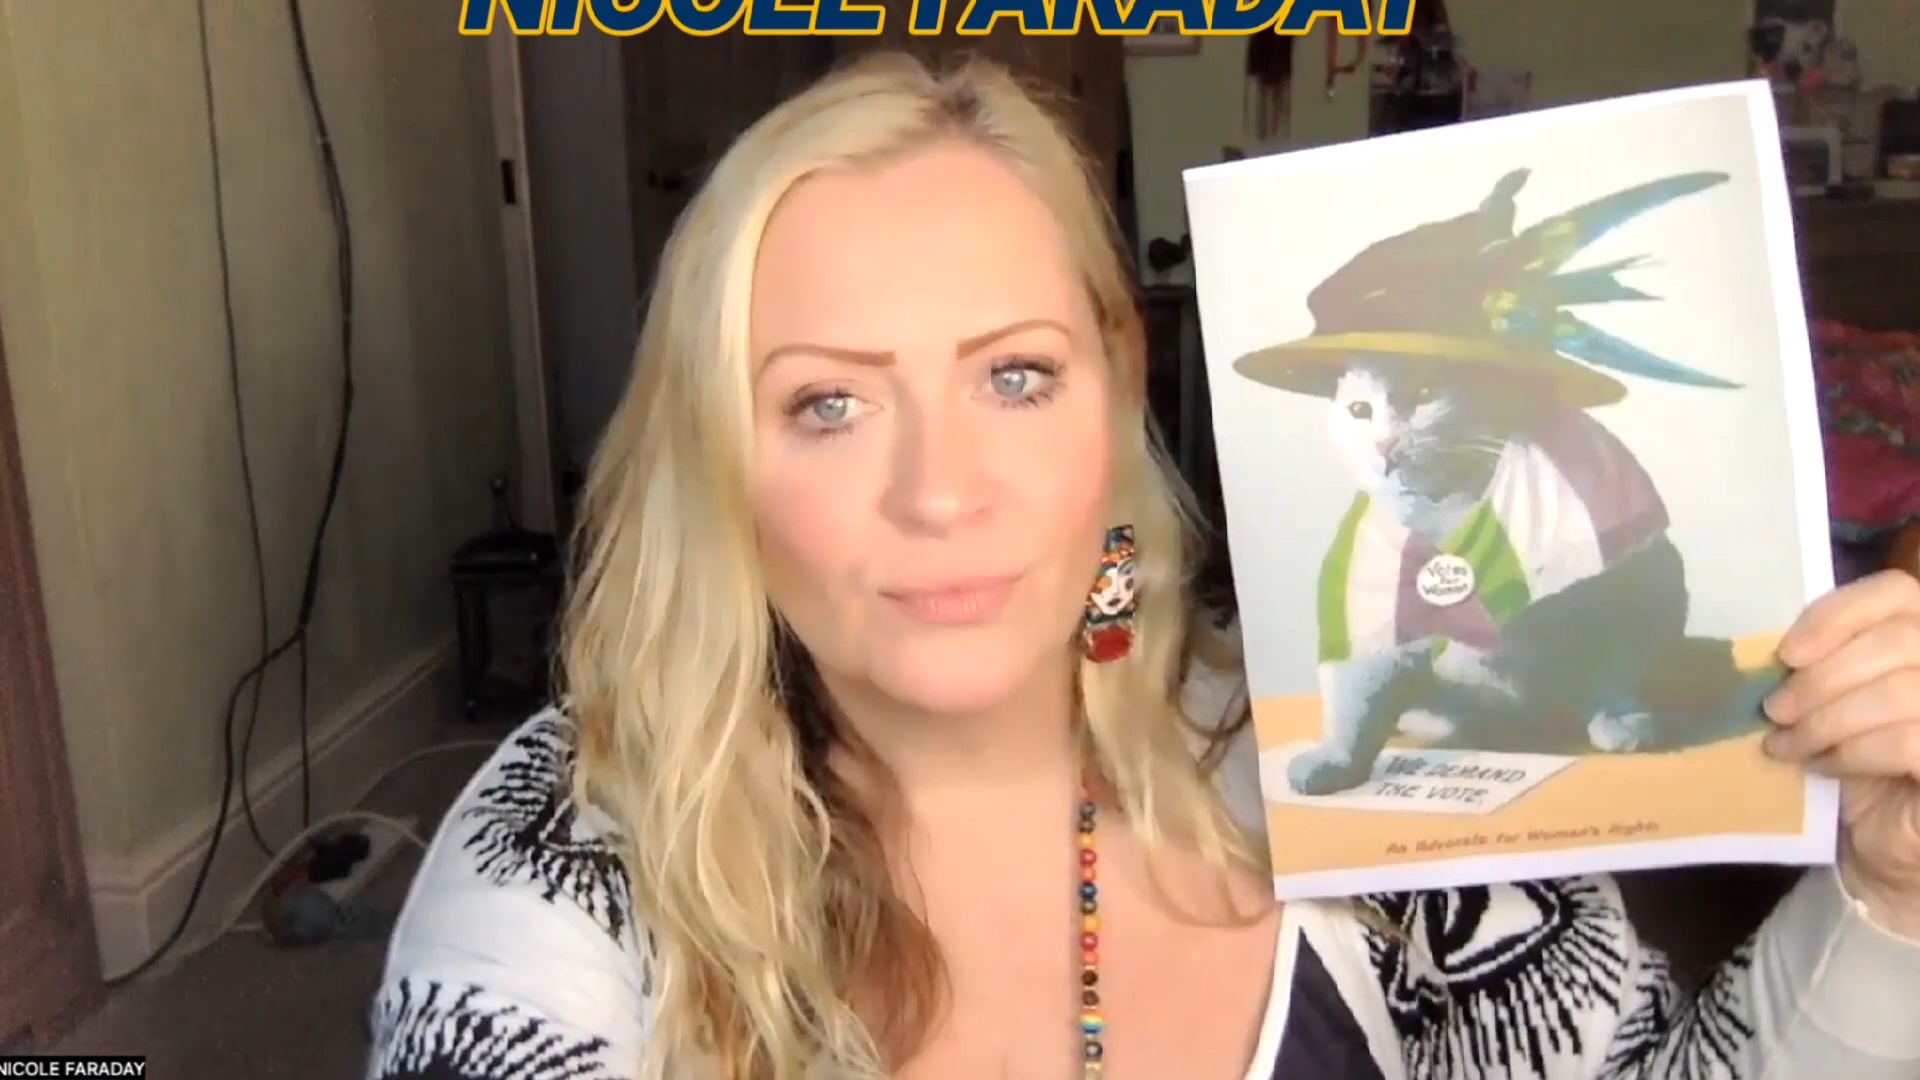 NICOLE FARADAY
Votes
For
Women
WE DEMAND
THE VOTE.
An Advocate For Women's Rights
NICOLE FARADAY